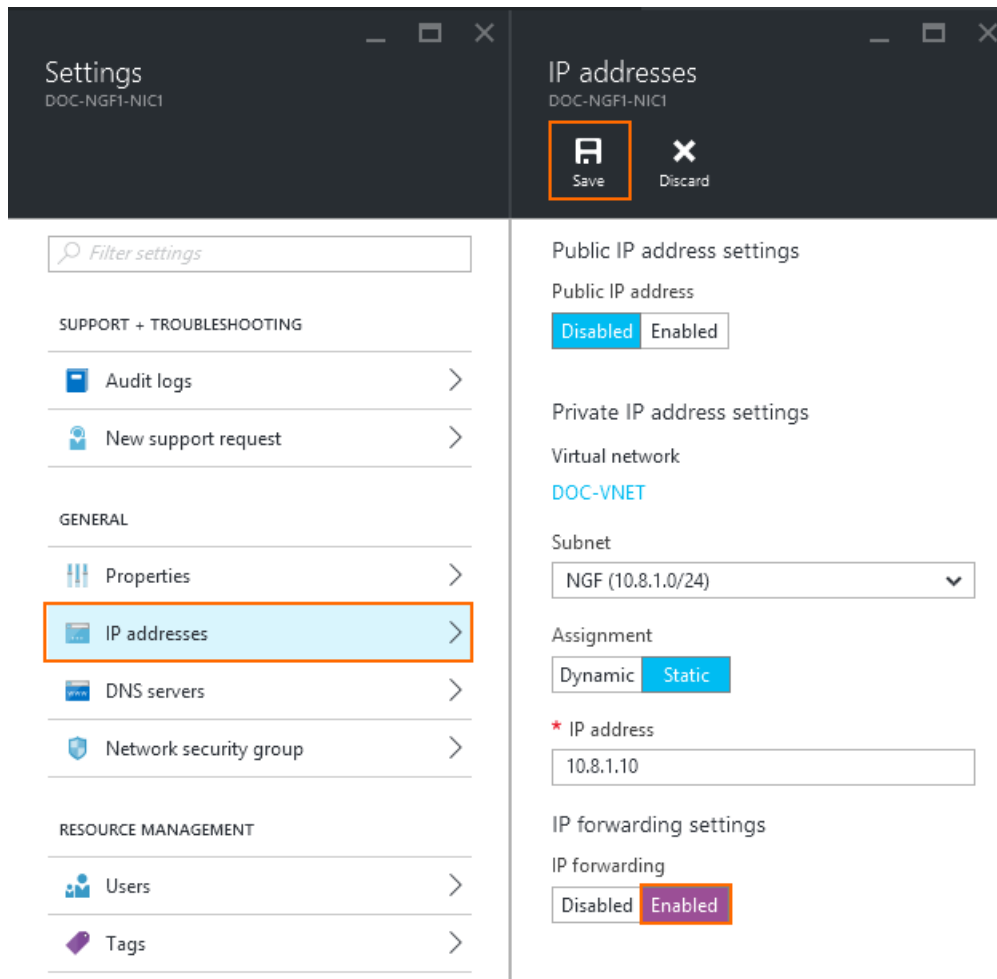 Settings
DOC-NGF1-NIC1
Filter settings
SUPPORT + TROUBLESHOOTING
Audit logs
New support request
GENERAL
Properties
IP addresses
DNS servers
Network security group
RESOURCE MANAGEMENT
Users
Tags
IP addresses
DOC-NGF1-NIC1
Save Discard
Public IP address settings
Public IP address
Disabled Enabled
Private IP address settings
Virtual network
DOC-VNET
Subnet
NGF (10.8.1.0/24)
Assignment
Dynamic Static
* IP address
10.8.1.10
IP forwarding settings
IP forwarding
Disabled Enabled